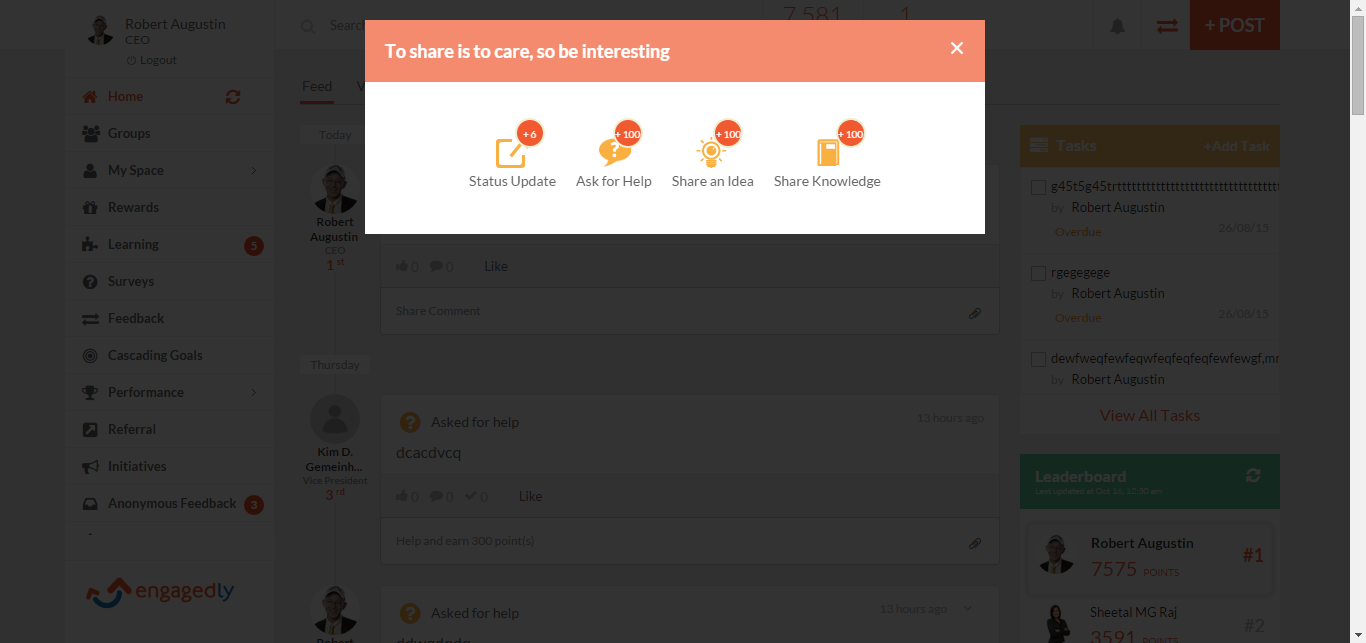 Robert Augustin
CEO
Logout
Home
Groups
My Space
Rewards
Learning
5
Surveys
Feedback
Cascading Goals
Performance
Referral
Initiatives
Anonymous Feedback
3
-
engagedly
7,581
1
+ POST
Feed
To share is to care, so be interesting
+6
+100
+100
+100
Status Update
Ask for Help
Share an Idea
Share Knowledge
Today
Robert
Augustin
CEO
1 st
0
0
Like
Share Comment
Thursday
Kim D.
Gemeinh...
Vice President
3 rd
Asked for help
13 hours ago
dcacdvcq
0
0
0
Like
Help and earn 300 point(s)
Asked for help
13 hours ago
Tasks
+Add Task
by Robert Augustin
Overdue
26/08/15
rgegegege
by Robert Augustin
Overdue
26/08/15
by Robert Augustin
View All Tasks
Leaderboard
Last updated at Oct 16, 12:30 am
Robert Augustin
7575 POINTS
#1
Sheetal MG Raj
3591 POINTS
#2